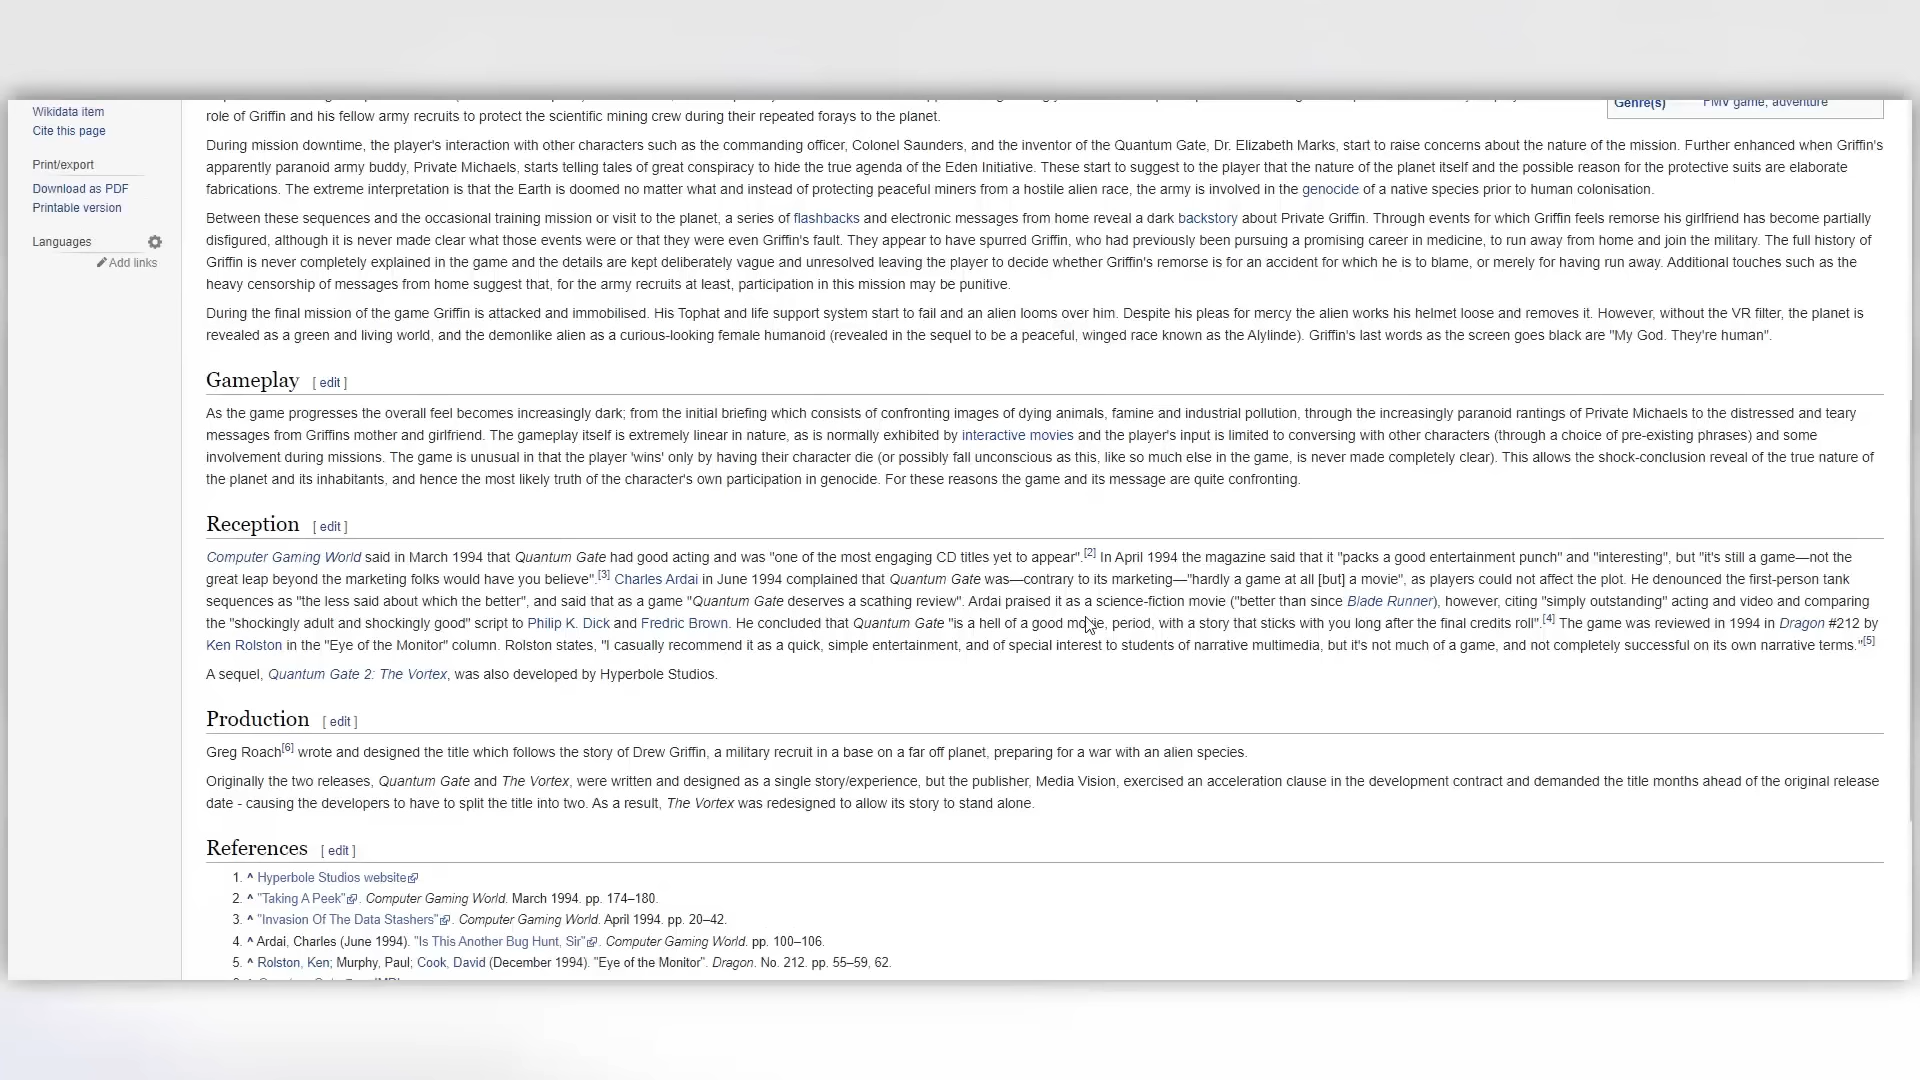 Wikidata item
Cite this page
Print/export
Download as PDF
Printable version
Languages
Add links
Genre(s) FMV game, adventure
role of Griffin and his fellow army recruits to protect the scientific mining crew during their repeated forays to the planet.
During mission downtime, the player's interaction with other characters such as the commanding officer, Colonel Saunders, and the inventor of the Quantum Gate, Dr. Elizabeth Marks, start to raise concerns about the nature of the mission. Further enhanced when Griffin's
apparently paranoid army buddy, Private Michaels, starts telling tales of great conspiracy to hide the true agenda of the Eden Initiative. These start to suggest to the player that the nature of the planet itself and the possible reason for the protective suits are elaborate
fabrications. The extreme interpretation is that the Earth is doomed no matter what and instead of protecting peaceful miners from a hostile alien race, the army is involved in the genocide of a native species prior to human colonisation.
Between these sequences and the occasional training mission or visit to the planet, a series of flashbacks and electronic messages from home reveal a dark backstory about Private Griffin. Through events for which Griffin feels remorse his girlfriend has become partially
disfigured, although it is never made clear what those events were or that they were even Griffin's fault. They appear to have spurred Griffin, who had previously been pursuing a promising career in medicine, to run away from home and join the military. The full history of
Griffin is never completely explained in the game and the details are kept deliberately vague and unresolved leaving the player to decide whether Griffin's remorse is for an accident for which he is to blame, or merely for having run away. Additional touches such as the
heavy censorship of messages from home suggest that, for the army recruits at least, participation in this mission may be punitive.
During the final mission of the game Griffin is attacked and immobilised. His Tophat and life support system start to fail and an alien looms over him. Despite his pleas for mercy the alien works his helmet loose and removes it. However, without the VR filter, the planet is
revealed as a green and living world, and the demonlike alien as a curious-looking female humanoid (revealed in the sequel to be a peaceful, winged race known as the Alylinde). Griffin's last words as the screen goes black are "My God. They're human".
Gameplay [ edit ]
As the game progresses the overall feel becomes increasingly dark; from the initial briefing which consists of confronting images of dying animals, famine and industrial pollution, through the increasingly paranoid rantings of Private Michaels to the distressed and teary
messages from Griffins mother and girlfriend. The gameplay itself is extremely linear in nature, as is normally exhibited by interactive movies and the player's input is limited to conversing with other characters (through a choice of pre-existing phrases) and some
involvement during missions. The game is unusual in that the player 'wins' only by having their character die (or possibly fall unconscious as this, like so much else in the game, is never made completely clear). This allows the shock-conclusion reveal of the true nature of
the planet and its inhabitants, and hence the most likely truth of the character's own participation in genocide. For these reasons the game and its message are quite confronting.
Reception [ edit ]
Computer Gaming World said in March 1994 that Quantum Gate had good acting and was "one of the most engaging CD titles yet to appear".[2] In April 1994 the magazine said that it "packs a good entertainment punch" and "interesting", but "it's still a game—not the
great leap beyond the marketing folks would have you believe".[3] Charles Ardai in June 1994 complained that Quantum Gate was—contrary to its marketing—"hardly a game at all [but] a movie", as players could not affect the plot. He denounced the first-person tank
sequences as "the less said about which the better", and said that as a game "Quantum Gate deserves a scathing review". Ardai praised it as a science-fiction movie ("better than since Blade Runner), however, citing "simply outstanding" acting and video and comparing
the "shockingly adult and shockingly good" script to Philip K. Dick and Fredric Brown. He concluded that Quantum Gate "is a hell of a good movie, period, with a story that sticks with you long after the final credits roll".[4] The game was reviewed in 1994 in Dragon #212 by
Ken Rolston in the "Eye of the Monitor" column. Rolston states, "I casually recommend it as a quick, simple entertainment, and of special interest to students of narrative multimedia, but it's not much of a game, and not completely successful on its own narrative terms."[5]
A sequel, Quantum Gate 2: The Vortex, was also developed by Hyperbole Studios.
Production [ edit ]
Greg Roach[6] wrote and designed the title which follows the story of Drew Griffin, a military recruit in a base on a far off planet, preparing for a war with an alien species.
Originally the two releases, Quantum Gate and The Vortex, were written and designed as a single story/experience, but the publisher, Media Vision, exercised an acceleration clause in the development contract and demanded the title months ahead of the original release
date - causing the developers to have to split the title into two. As a result, The Vortex was redesigned to allow its story to stand alone.
References [ edit ]
1. ^ Hyperbole Studios website
2. ^ "Taking A Peek". Computer Gaming World. March 1994. pp. 174–180.
3. ^ "Invasion Of The Data Stashers". Computer Gaming World. April 1994. pp. 20–42.
4. ^ Ardai, Charles (June 1994). "Is This Another Bug Hunt, Sir". Computer Gaming World. pp. 100–106.
5. ^ Rolston, Ken; Murphy, Paul; Cook, David (December 1994). "Eye of the Monitor". Dragon. No. 212. pp. 55–59, 62.